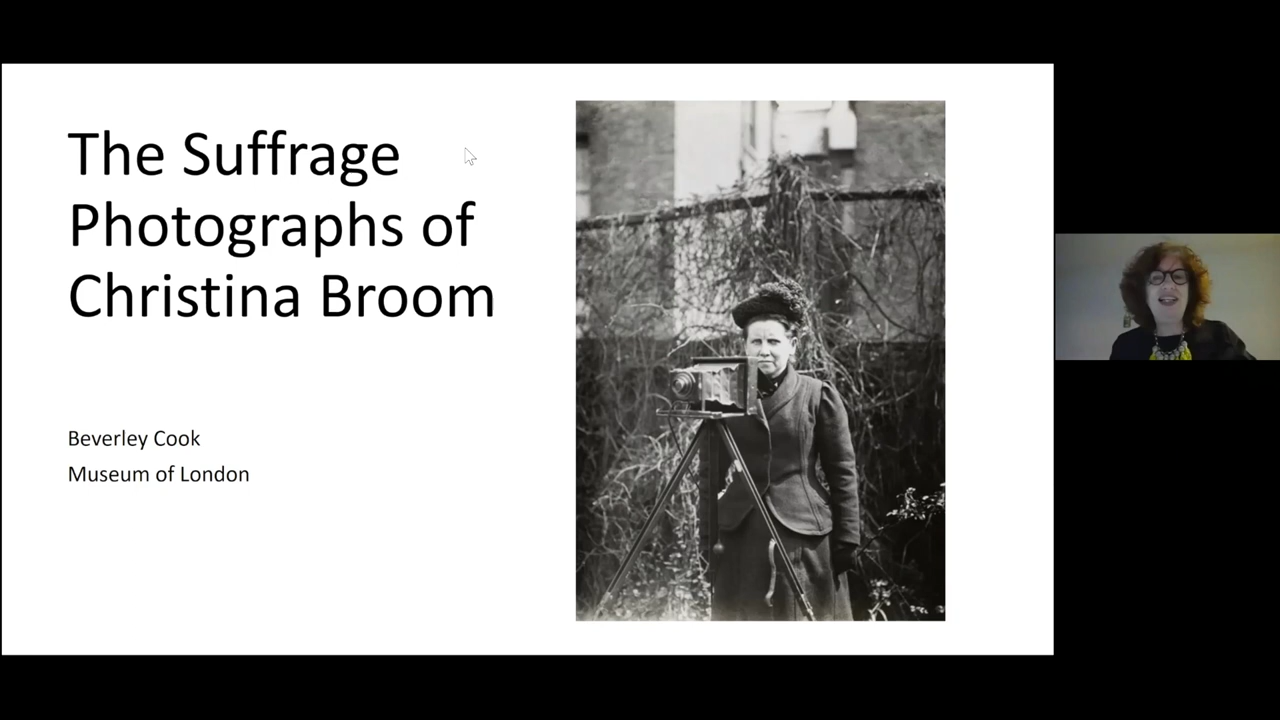 The Suffrage
Photographs of
Christina Broom
Beverley Cook
Museum of London